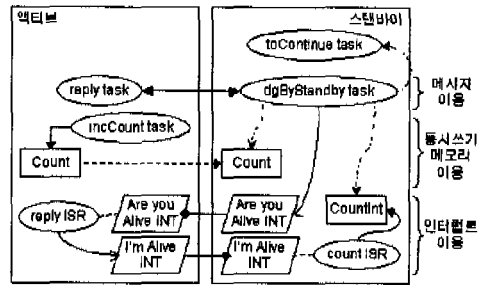 액티브
스탠바이
toContinue task
reply task
dgByStandby task
메시지
이용
incCount task
동시쓰기
메모리
이용
Count
Count
Are you
Alive INT
Are you
Alive INT
CountInt
reply ISR
인터럽트
이용
I'm Alive
INT
I'm Alive
INT
count ISR